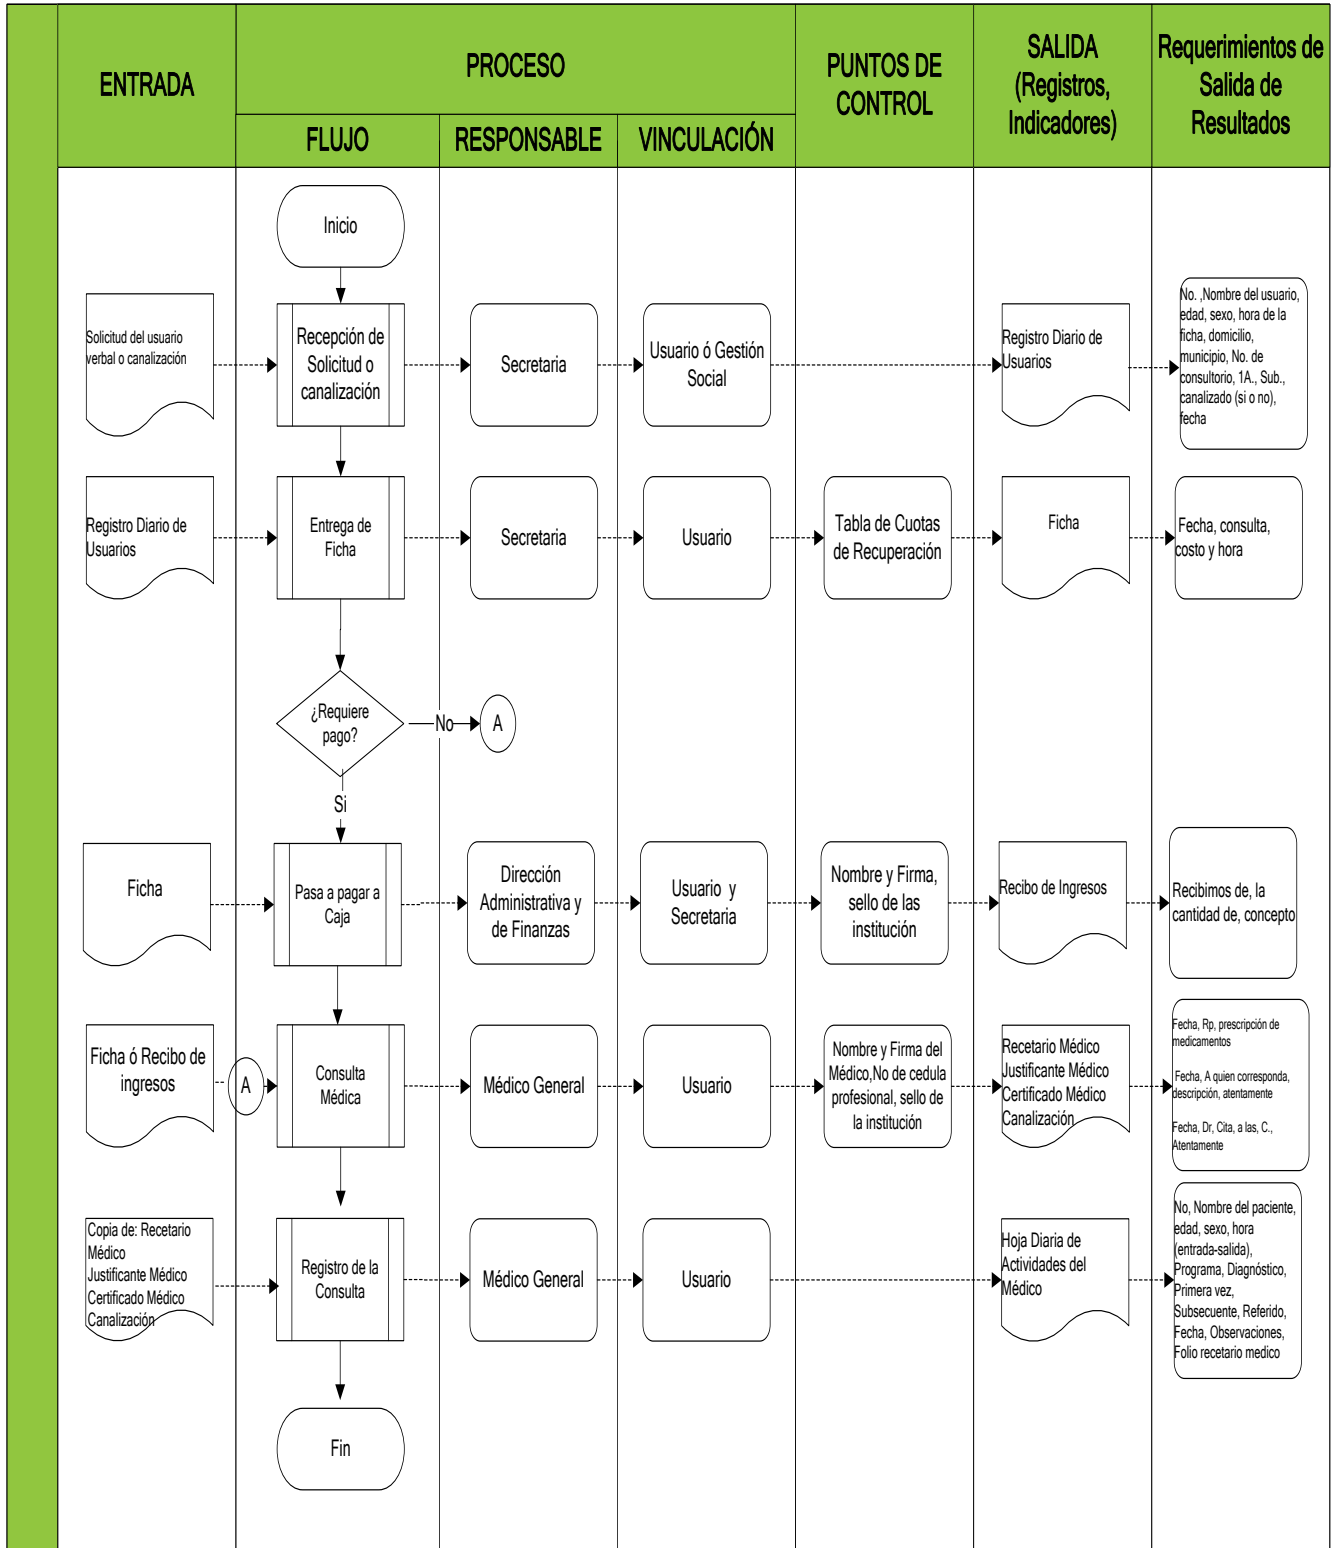 ENTRADA
PROCESO
PUNTOS DE
CONTROL
SALIDA
(Registros,
Indicadores)
Requerimientos de
Salida de
Resultados
FLUJO
RESPONSABLE
VINCULACIÓN
Inicio
Solicitud del usuario
verbal o canalización
Recepción de
Solicitud o
canalización
Secretaria
Usuario ó Gestión
Social
Registro Diario de
Usuarios
No. ,Nombre del usuario,
edad, sexo, hora de la
ficha, domicilio,
municipio, No. de
consultorio, 1A., Sub.,
canalizado (si o no),
fecha
Registro Diario de
Usuarios
Entrega de
Ficha
Secretaria
Usuario
Tabla de Cuotas
de Recuperación
Ficha
Fecha, consulta,
costo y hora
¿Requiere
pago?
No
A
Si
Ficha
Pasa a pagar a
Caja
Dirección
Administrativa y
de Finanzas
Usuario y
Secretaria
Nombre y Firma,
sello de las
institución
Recibo de Ingresos
Recibimos de, la
cantidad de, concepto
Ficha ó Recibo de
ingresos
A
Consulta
Médica
Médico General
Usuario
Nombre y Firma del
Médico,No de cedula
profesional, sello de
la institución
Recetario Médico
Justificante Médico
Certificado Médico
Canalización
Fecha, Rp, prescripción de
medicamentos
Fecha, A quien corresponda,
descripción, atentamente
Fecha, Dr, Cita, a las, C.,
Atentamente
Copia de: Recetario
Médico
Justificante Médico
Certificado Médico
Canalización
Registro de la
Consulta
Médico General
Usuario
Hoja Diaria de
Actividades del
Médico
No, Nombre del paciente,
edad, sexo, hora
(entrada-salida),
Programa, Diagnóstico,
Primera vez,
Subsecuente, Referido,
Fecha, Observaciones,
Folio recetario medico
Fin